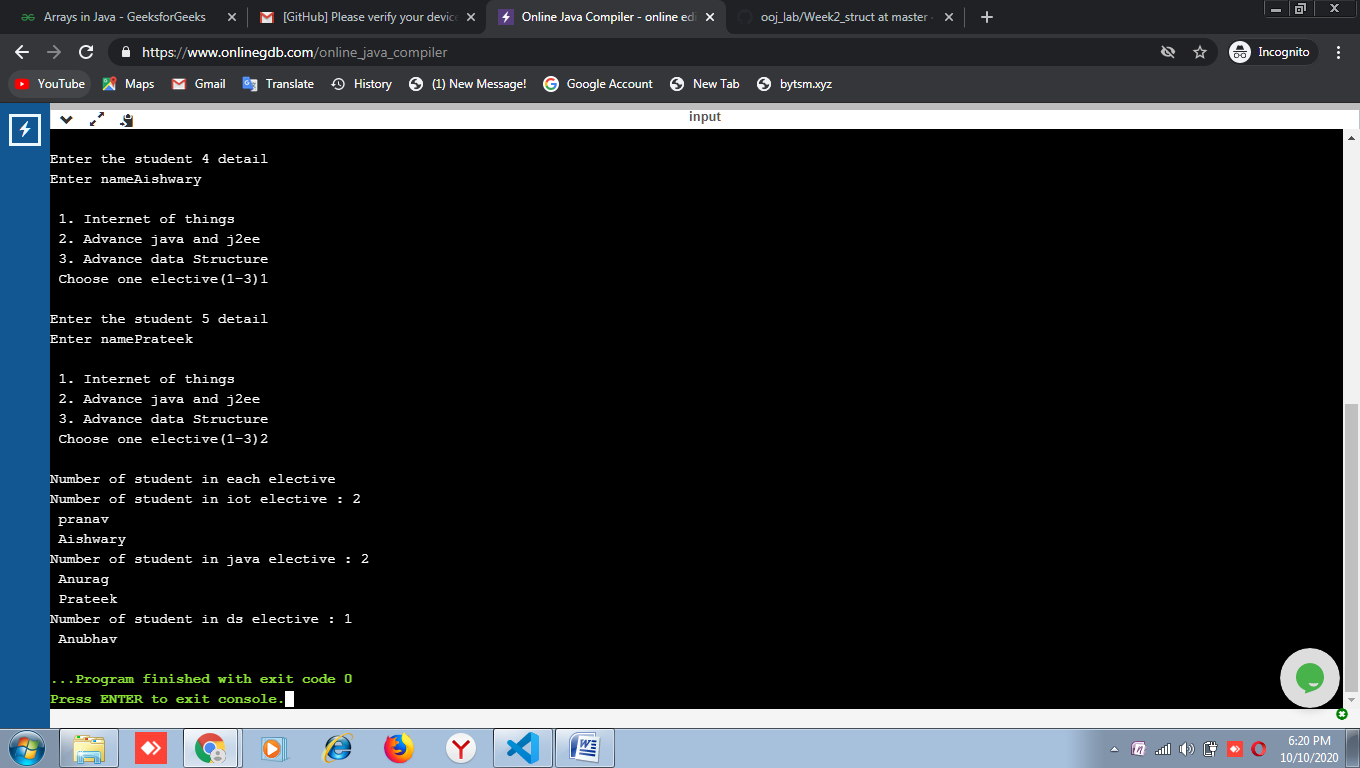 Arrays in Java - GeeksforGeeks
[GitHub] Please verify your device
Online Java Compiler - online edi
ooj_lab/Week2_struct at master
https://www.onlinegdb.com/online_java_compiler
Incognito
YouTube Maps Gmail Translate History (1) New Message! Google Account New Tab bytsm.xyz
input
Enter the student 4 detail
Enter nameAishwary
1. Internet of things
2. Advance java and j2ee
3. Advance data Structure
Choose one elective(1-3)1
Enter the student 5 detail
Enter namePrateek
1. Internet of things
2. Advance java and j2ee
3. Advance data Structure
Choose one elective(1-3)2
Number of student in each elective
Number of student in iot elective : 2
pranav
Aishwary
Number of student in java elective : 2
Anurag
Prateek
Number of student in ds elective : 1
Anubhav
...Program finished with exit code 0
Press ENTER to exit console.
6:20 PM
10/10/2020